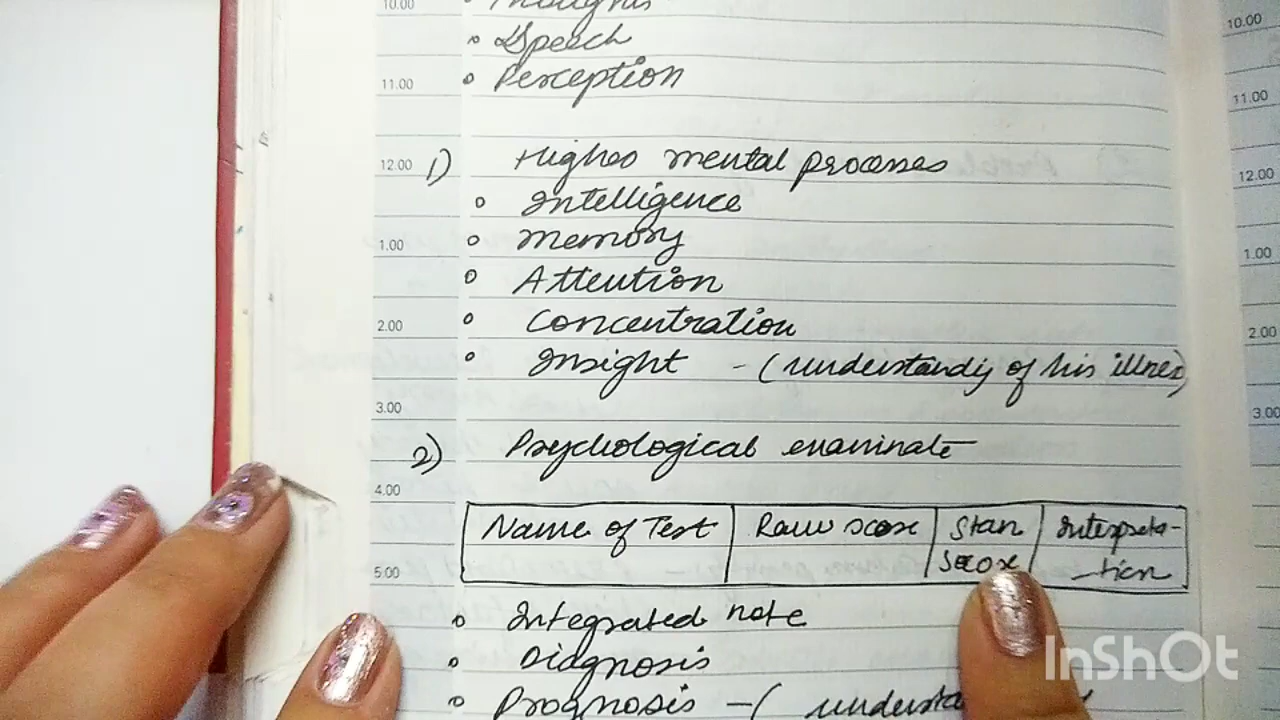 10.00
• Thoughts
• Speech
11.00 • Perception
12.00 1) Higher mental processes
• Intelligence
1.00 • Memory
• Attention
2.00 • Concentration
• Insight - (understandig of his illnes)
3.00
2) Psychological examinate
4.00
Name of Test | Raw score | Stan Score | Interpreta-tion
5.00
• Integrated note
• Diagnosis
• Prognosis - (
10.00
11.00
12.00
1.00
2.00
3.00
InShOt